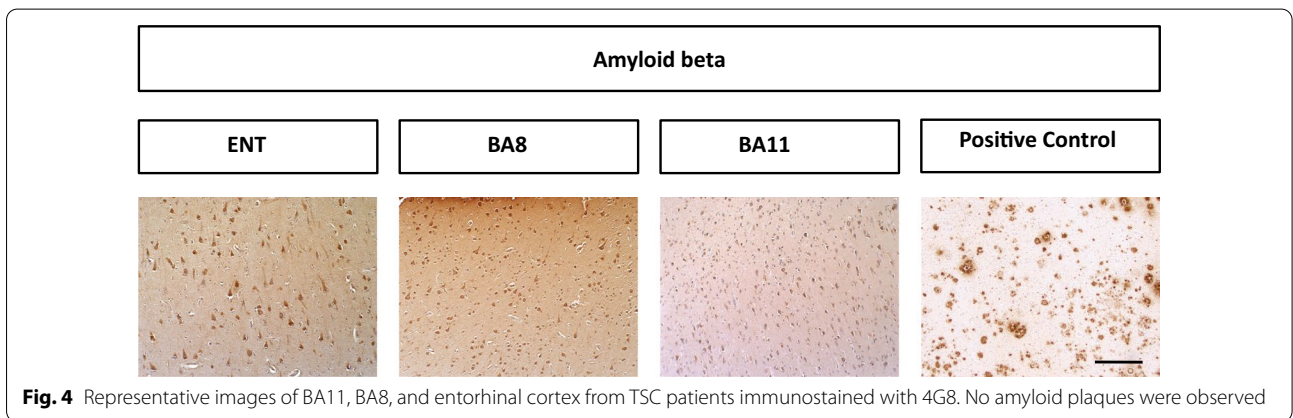 Amyloid beta
ENT
BA8
BA11
Positive Control
Fig. 4 Representative images of BA11, BA8, and entorhinal cortex from TSC patients immunostained with 4G8. No amyloid plaques were observed